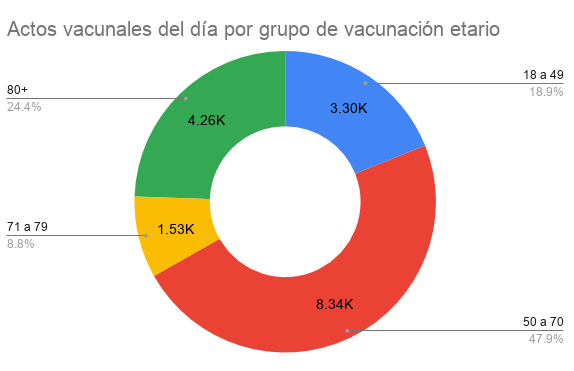 Actos vacunales del día por grupo de vacunación etario
80+
24.4%
18 a 49
18.9%
4.26K
3.30K
71 a 79
8.8%
1.53K
8.34K
50 a 70
47.9%